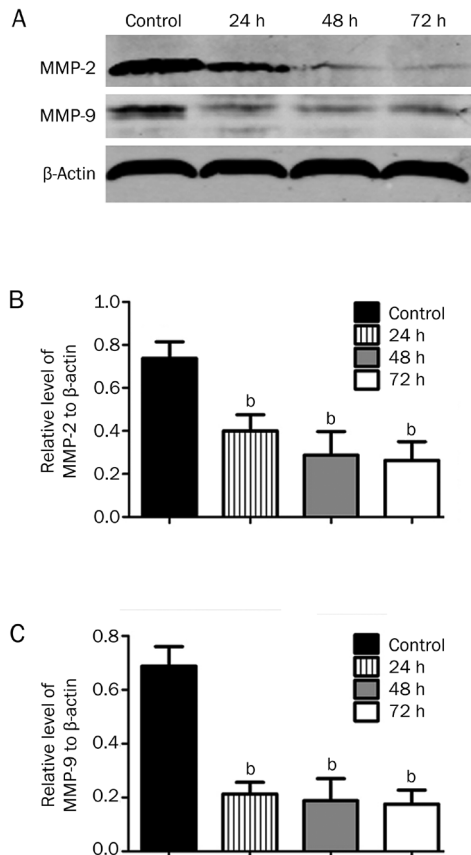 A
Control 24 h 48 h 72 h
MMP-2
MMP-9
β-Actin
B
Relative level of
MMP-2 to β-actin
1.0
0.8
0.6
0.4
0.2
0.0
b
b
b
Control
24 h
48 h
72 h
C
Relative level of
MMP-9 to β-actin
0.8
0.6
0.4
0.2
0.0
b
b
b
Control
24 h
48 h
72 h